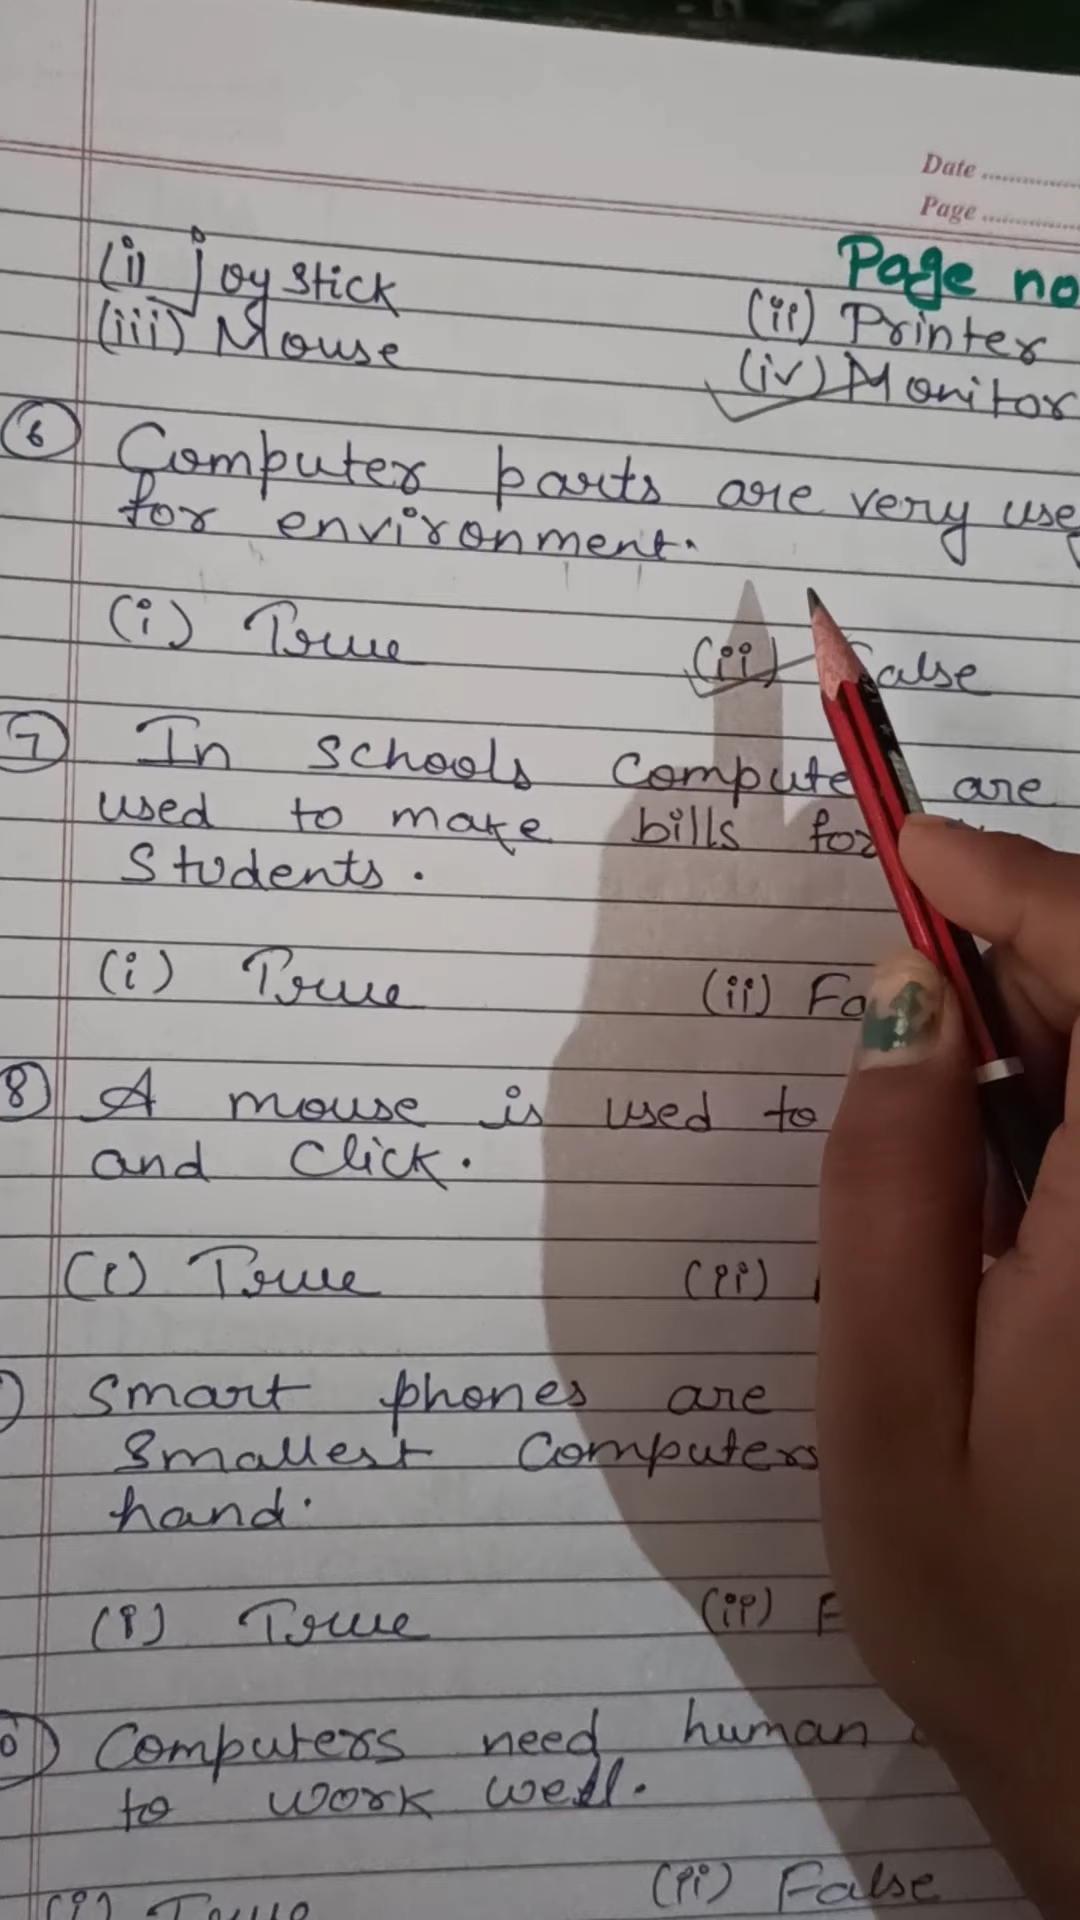 Date
Page
Page no
(i) joystick (ii) Printer
(iii) Mouse (iv) Monitor
6 Computer parts are very
for environment.
(i) True (ii) False
7 In schools computer are
used to make bills for
Students.
(i) True (ii)
8 A mouse is used to
and click.
(i) True (ii)
Smart phones are
Smallest Computers
hand.
(i) True (ii)
Computers need human
to work well.
(i) True (ii) False